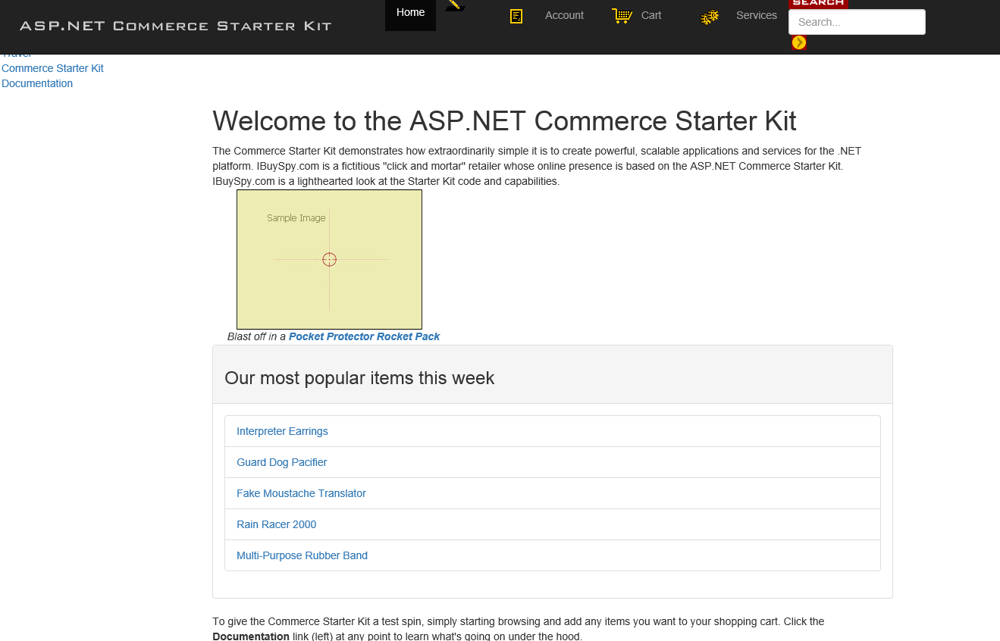 ASP.NET Commerce Starter Kit
Home
Account
Cart
Services
SEARCH
Search...
Travel
Commerce Starter Kit
Documentation
Welcome to the ASP.NET Commerce Starter Kit
The Commerce Starter Kit demonstrates how extraordinarily simple it is to create powerful, scalable applications and services for the .NET
platform. IBuySpy.com is a fictitious "click and mortar" retailer whose online presence is based on the ASP.NET Commerce Starter Kit.
IBuySpy.com is a lighthearted look at the Starter Kit code and capabilities.
Sample Image
Blast off in a Pocket Protector Rocket Pack
Our most popular items this week
Interpreter Earrings
Guard Dog Pacifier
Fake Moustache Translator
Rain Racer 2000
Multi-Purpose Rubber Band
To give the Commerce Starter Kit a test spin, simply starting browsing and add any items you want to your shopping cart. Click the
Documentation link (left) at any point to learn what's going on under the hood.